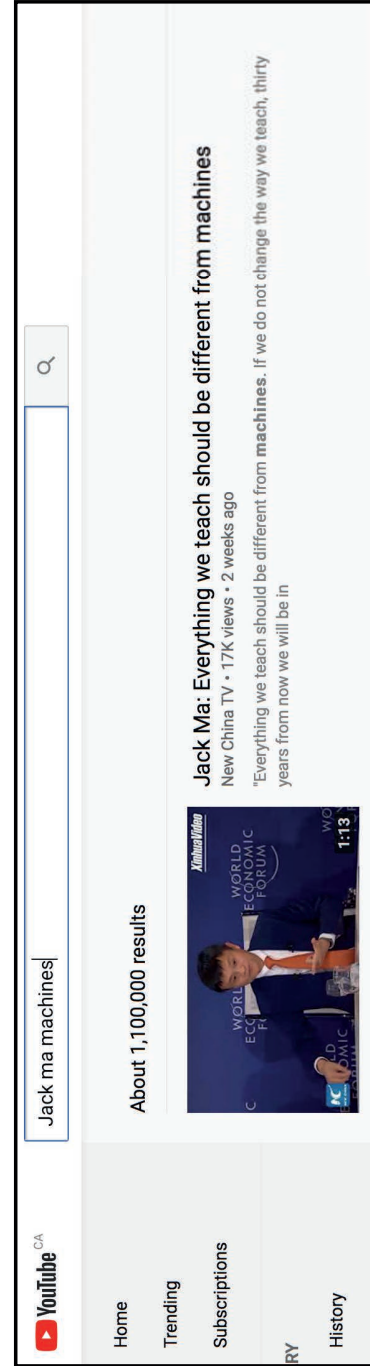 YouTube CA
Jack ma machines
Home
Trending
Subscriptions
RY
History
About 1,100,000 results
XinhuaVideo
WORLD
ECONOMIC
FORUM
1:13
Jack Ma: Everything we teach should be different from machines
New China TV • 17K views • 2 weeks ago
"Everything we teach should be different from machines. If we do not change the way we teach, thirty
years from now we will be in